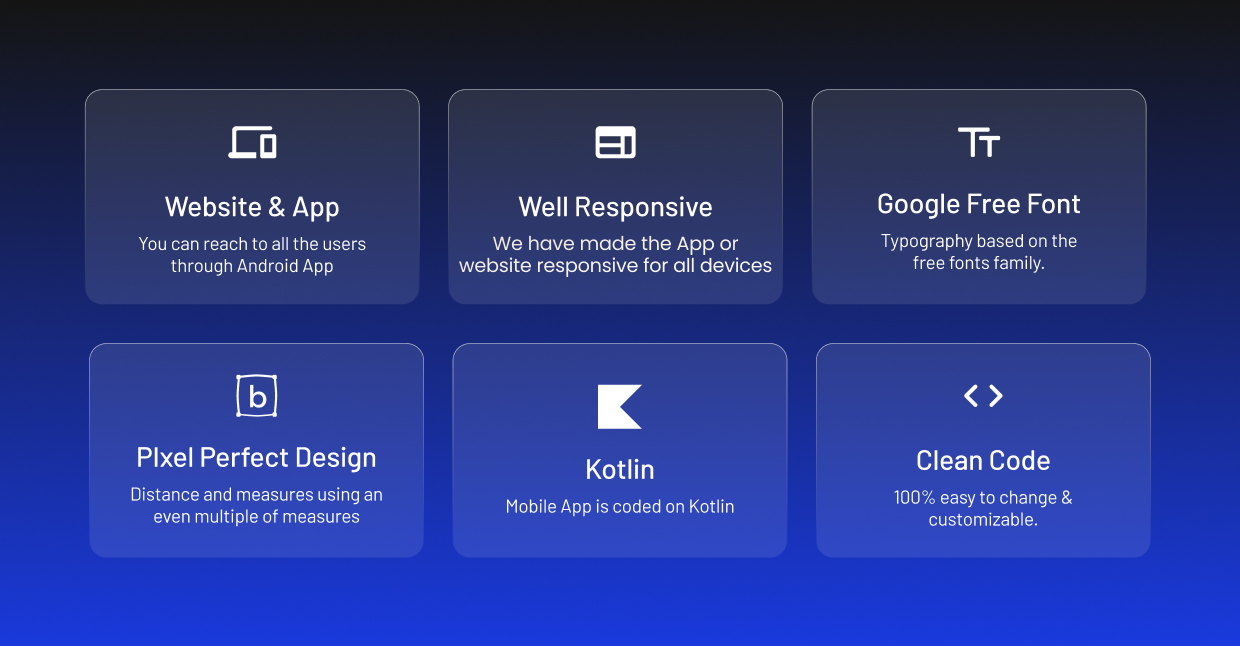 Website & App
You can reach to all the users
through Android App
Well Responsive
We have made the App or
website responsive for all devices
Google Free Font
Typography based on the
free fonts family.
b
PIxel Perfect Design
Distance and measures using an
even multiple of measures
Kotlin
Mobile App is coded on Kotlin
Clean Code
100% easy to change &
customizable.